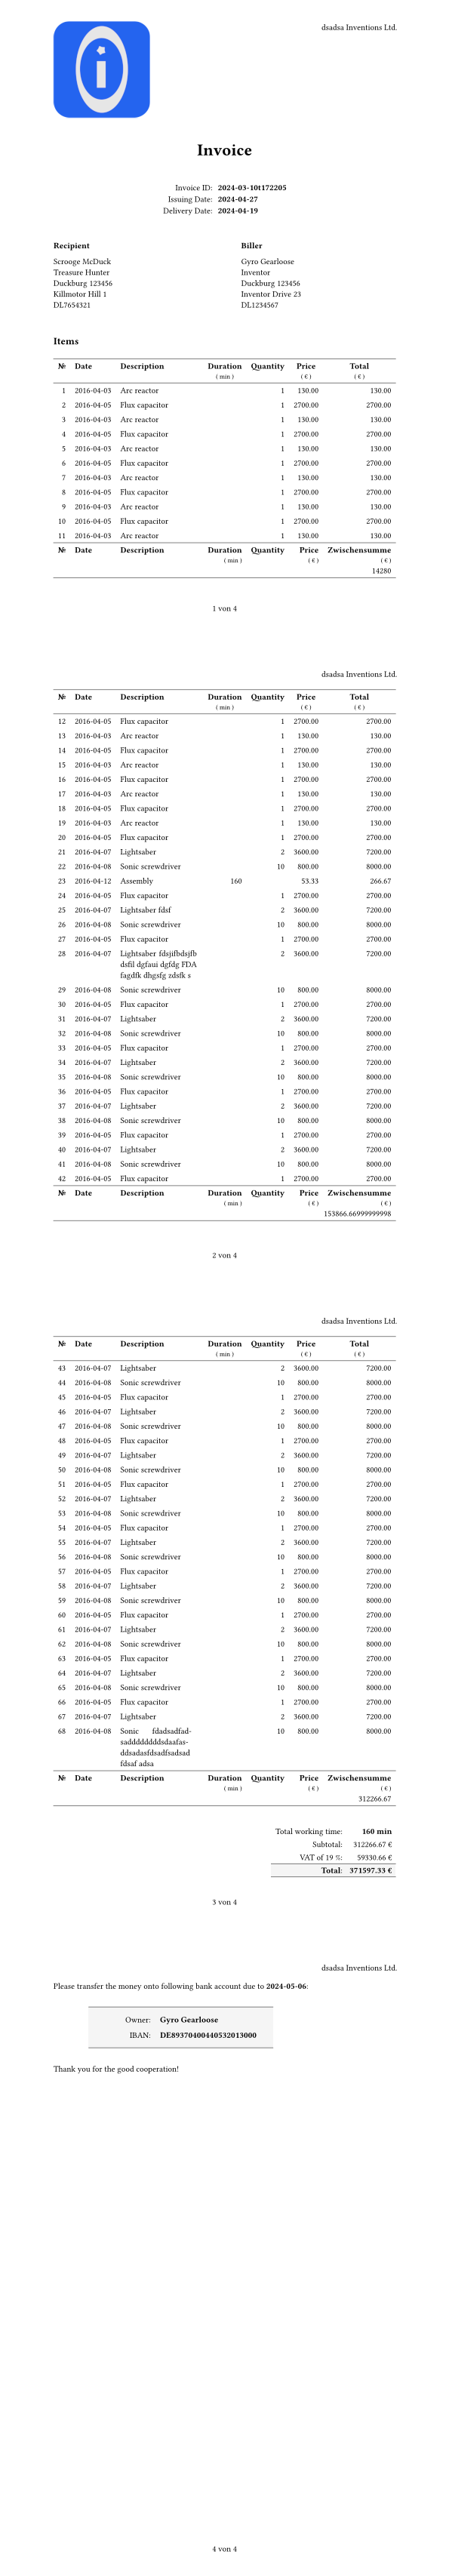 dsadsa Inventions Ltd.
i
Invoice
Invoice ID: 2024-03-10t172205
Issuing Date: 2024-04-27
Delivery Date: 2024-04-19
Recipient Biller
Scrooge McDuck Gyro Gearloose
Treasure Hunter Inventor
Duckburg 123456 Duckburg 123456
Killmotor Hill 1 Inventor Drive 23
DL7654321 DL1234567
Items
№ Date Description Duration Quantity Price Total
( min ) ( € ) ( € )
1 2016-04-03 Arc reactor 1 130.00 130.00
2 2016-04-05 Flux capacitor 1 2700.00 2700.00
3 2016-04-03 Arc reactor 1 130.00 130.00
4 2016-04-05 Flux capacitor 1 2700.00 2700.00
5 2016-04-03 Arc reactor 1 130.00 130.00
6 2016-04-05 Flux capacitor 1 2700.00 2700.00
7 2016-04-03 Arc reactor 1 130.00 130.00
8 2016-04-05 Flux capacitor 1 2700.00 2700.00
9 2016-04-03 Arc reactor 1 130.00 130.00
10 2016-04-05 Flux capacitor 1 2700.00 2700.00
11 2016-04-03 Arc reactor 1 130.00 130.00
№ Date Description Duration Quantity Price Zwischensumme
( min ) ( € ) ( € )
14280
1 von 4
dsadsa Inventions Ltd.
№ Date Description Duration Quantity Price Total
( min ) ( € ) ( € )
12 2016-04-05 Flux capacitor 1 2700.00 2700.00
13 2016-04-03 Arc reactor 1 130.00 130.00
14 2016-04-05 Flux capacitor 1 2700.00 2700.00
15 2016-04-03 Arc reactor 1 130.00 130.00
16 2016-04-05 Flux capacitor 1 2700.00 2700.00
17 2016-04-03 Arc reactor 1 130.00 130.00
18 2016-04-05 Flux capacitor 1 2700.00 2700.00
19 2016-04-03 Arc reactor 1 130.00 130.00
20 2016-04-05 Flux capacitor 1 2700.00 2700.00
21 2016-04-07 Lightsaber 2 3600.00 7200.00
22 2016-04-08 Sonic screwdriver 10 800.00 8000.00
23 2016-04-12 Assembly 160 53.33 266.67
24 2016-04-05 Flux capacitor 1 2700.00 2700.00
25 2016-04-07 Lightsaber fdsf 2 3600.00 7200.00
26 2016-04-08 Sonic screwdriver 10 800.00 8000.00
27 2016-04-05 Flux capacitor 1 2700.00 2700.00
28 2016-04-07 Lightsaber fdsjifbdsjfb 2 3600.00 7200.00
dsfil dgfaui dgfdg FDA
fagdfk dhgsfg zdsfk s
29 2016-04-08 Sonic screwdriver 10 800.00 8000.00
30 2016-04-05 Flux capacitor 1 2700.00 2700.00
31 2016-04-07 Lightsaber 2 3600.00 7200.00
32 2016-04-08 Sonic screwdriver 10 800.00 8000.00
33 2016-04-05 Flux capacitor 1 2700.00 2700.00
34 2016-04-07 Lightsaber 2 3600.00 7200.00
35 2016-04-08 Sonic screwdriver 10 800.00 8000.00
36 2016-04-05 Flux capacitor 1 2700.00 2700.00
37 2016-04-07 Lightsaber 2 3600.00 7200.00
38 2016-04-08 Sonic screwdriver 10 800.00 8000.00
39 2016-04-05 Flux capacitor 1 2700.00 2700.00
40 2016-04-07 Lightsaber 2 3600.00 7200.00
41 2016-04-08 Sonic screwdriver 10 800.00 8000.00
42 2016-04-05 Flux capacitor 1 2700.00 2700.00
№ Date Description Duration Quantity Price Zwischensumme
( min ) ( € ) ( € )
153866.66999999998
2 von 4
dsadsa Inventions Ltd.
№ Date Description Duration Quantity Price Total
( min ) ( € ) ( € )
43 2016-04-07 Lightsaber 2 3600.00 7200.00
44 2016-04-08 Sonic screwdriver 10 800.00 8000.00
45 2016-04-05 Flux capacitor 1 2700.00 2700.00
46 2016-04-07 Lightsaber 2 3600.00 7200.00
47 2016-04-08 Sonic screwdriver 10 800.00 8000.00
48 2016-04-05 Flux capacitor 1 2700.00 2700.00
49 2016-04-07 Lightsaber 2 3600.00 7200.00
50 2016-04-08 Sonic screwdriver 10 800.00 8000.00
51 2016-04-05 Flux capacitor 1 2700.00 2700.00
52 2016-04-07 Lightsaber 2 3600.00 7200.00
53 2016-04-08 Sonic screwdriver 10 800.00 8000.00
54 2016-04-05 Flux capacitor 1 2700.00 2700.00
55 2016-04-07 Lightsaber 2 3600.00 7200.00
56 2016-04-08 Sonic screwdriver 10 800.00 8000.00
57 2016-04-05 Flux capacitor 1 2700.00 2700.00
58 2016-04-07 Lightsaber 2 3600.00 7200.00
59 2016-04-08 Sonic screwdriver 10 800.00 8000.00
60 2016-04-05 Flux capacitor 1 2700.00 2700.00
61 2016-04-07 Lightsaber 2 3600.00 7200.00
62 2016-04-08 Sonic screwdriver 10 800.00 8000.00
63 2016-04-05 Flux capacitor 1 2700.00 2700.00
64 2016-04-07 Lightsaber 2 3600.00 7200.00
65 2016-04-08 Sonic screwdriver 10 800.00 8000.00
66 2016-04-05 Flux capacitor 1 2700.00 2700.00
67 2016-04-07 Lightsaber 2 3600.00 7200.00
68 2016-04-08 Sonic fdadsadfad- 10 800.00 8000.00
saddddddddsdaafas-
ddsadasfdsadfsadsad
fdsaf adsa
№ Date Description Duration Quantity Price Zwischensumme
( min ) ( € ) ( € )
312266.67
Total working time: 160 min
Subtotal: 312266.67 €
VAT of 19 %: 59330.66 €
Total: 371597.33 €
3 von 4
dsadsa Inventions Ltd.
Please transfer the money onto following bank account due to 2024-05-06:
Owner: Gyro Gearloose
IBAN: DE89370400440532013000
Thank you for the good cooperation!
4 von 4